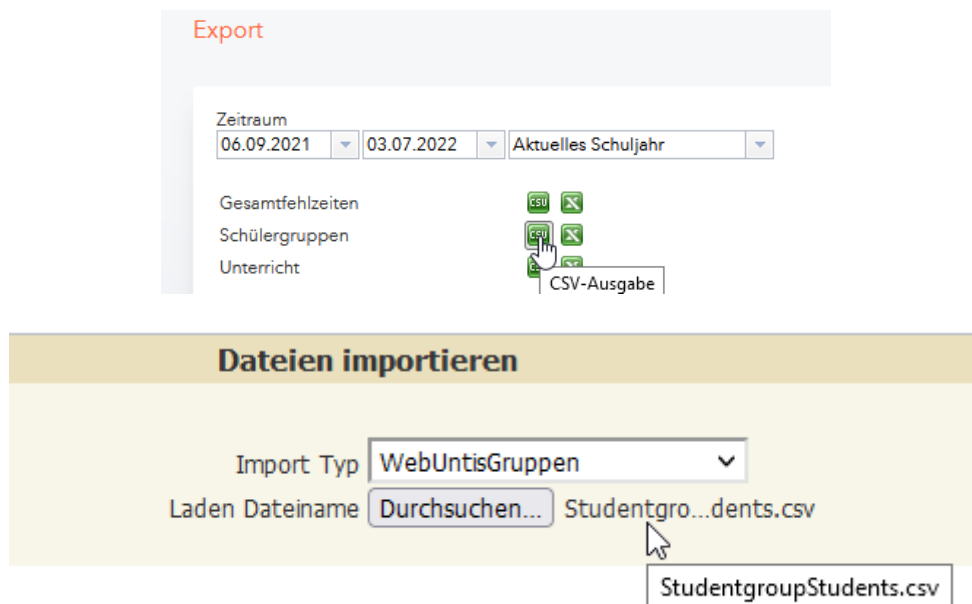 Export
Zeitraum
06.09.2021 03.07.2022 Aktuelles Schuljahr
Gesamtfehlzeiten CSV X
Schülergruppen CSV X
Unterricht
CSV-Ausgabe
Dateien importieren
Import Typ WebUntisGruppen
Laden Dateiname Durchsuchen... Studentgro...dents.csv
StudentgroupStudents.csv